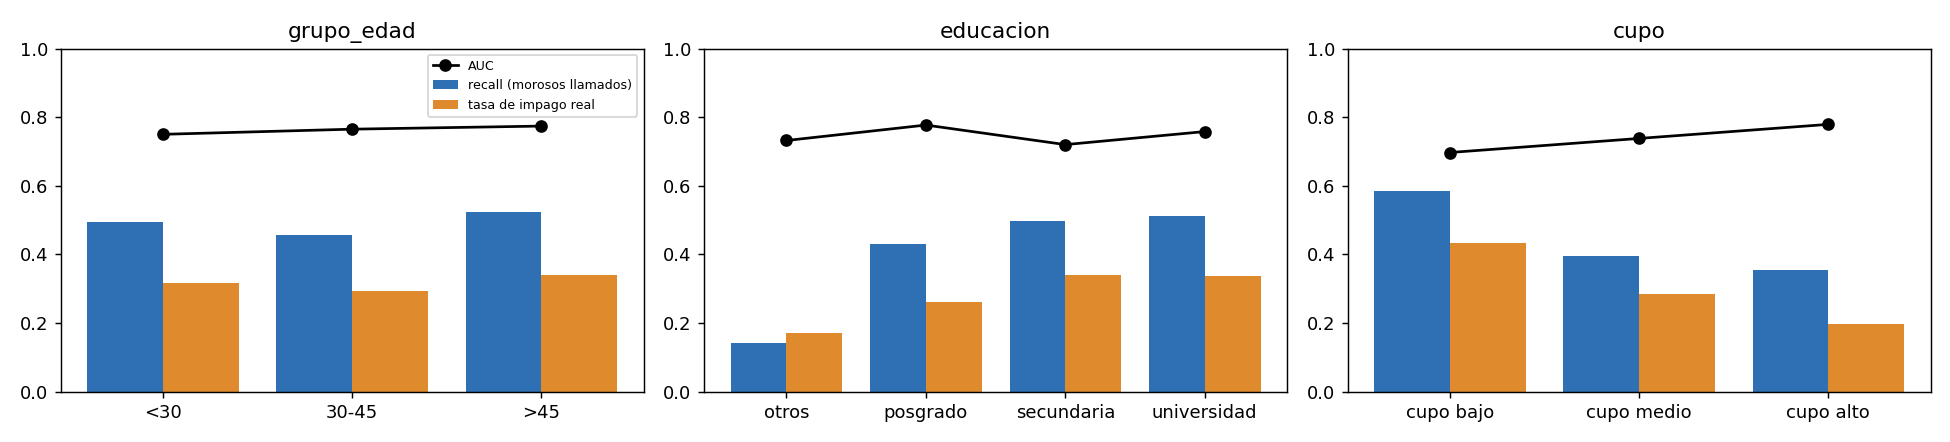 grupo_edad
1.0
0.8
0.6
0.4
0.2
0.0
AUC
recall (morosos llamados)
tasa de impago real
<30 30-45 >45
educacion
1.0
0.8
0.6
0.4
0.2
0.0
otros posgrado secundaria universidad
cupo
1.0
0.8
0.6
0.4
0.2
0.0
cupo bajo cupo medio cupo alto